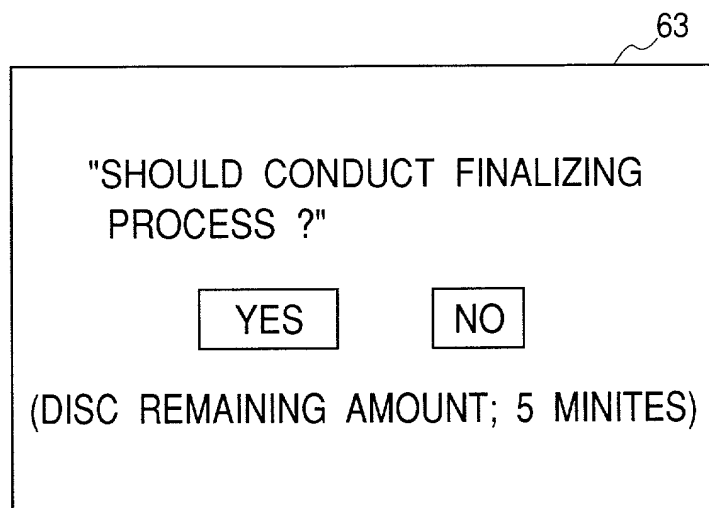 63
"SHOULD CONDUCT FINALIZING
PROCESS ?"
YES NO
(DISC REMAINING AMOUNT; 5 MINITES)